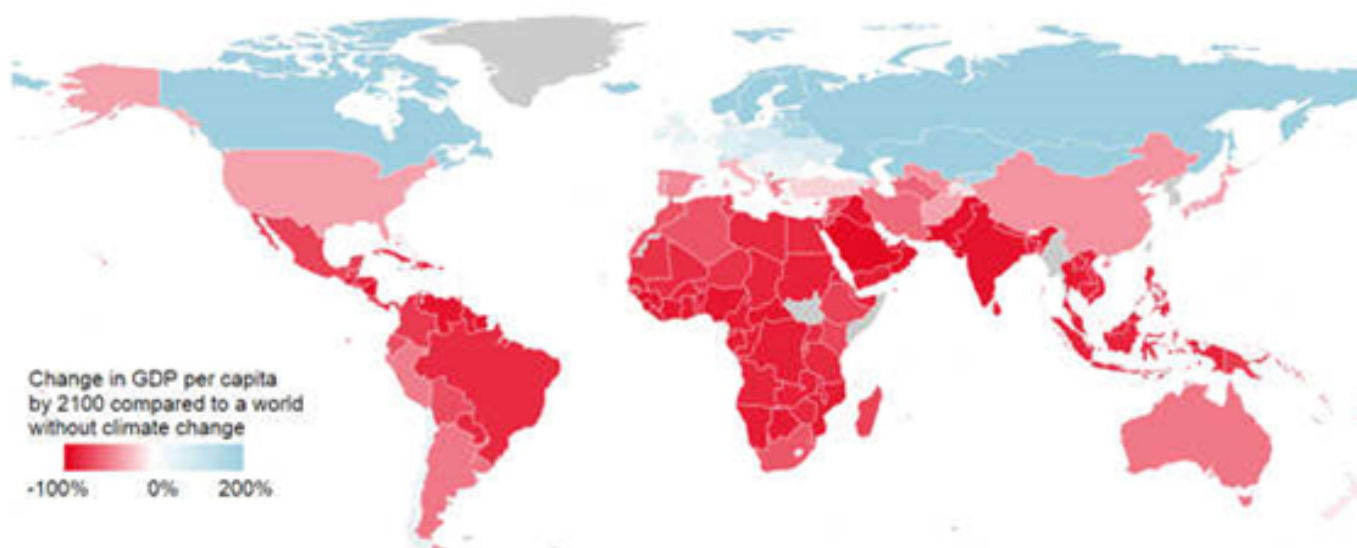 Change in GDP per capita
by 2100 compared to a world
without climate change
-100% 0% 200%